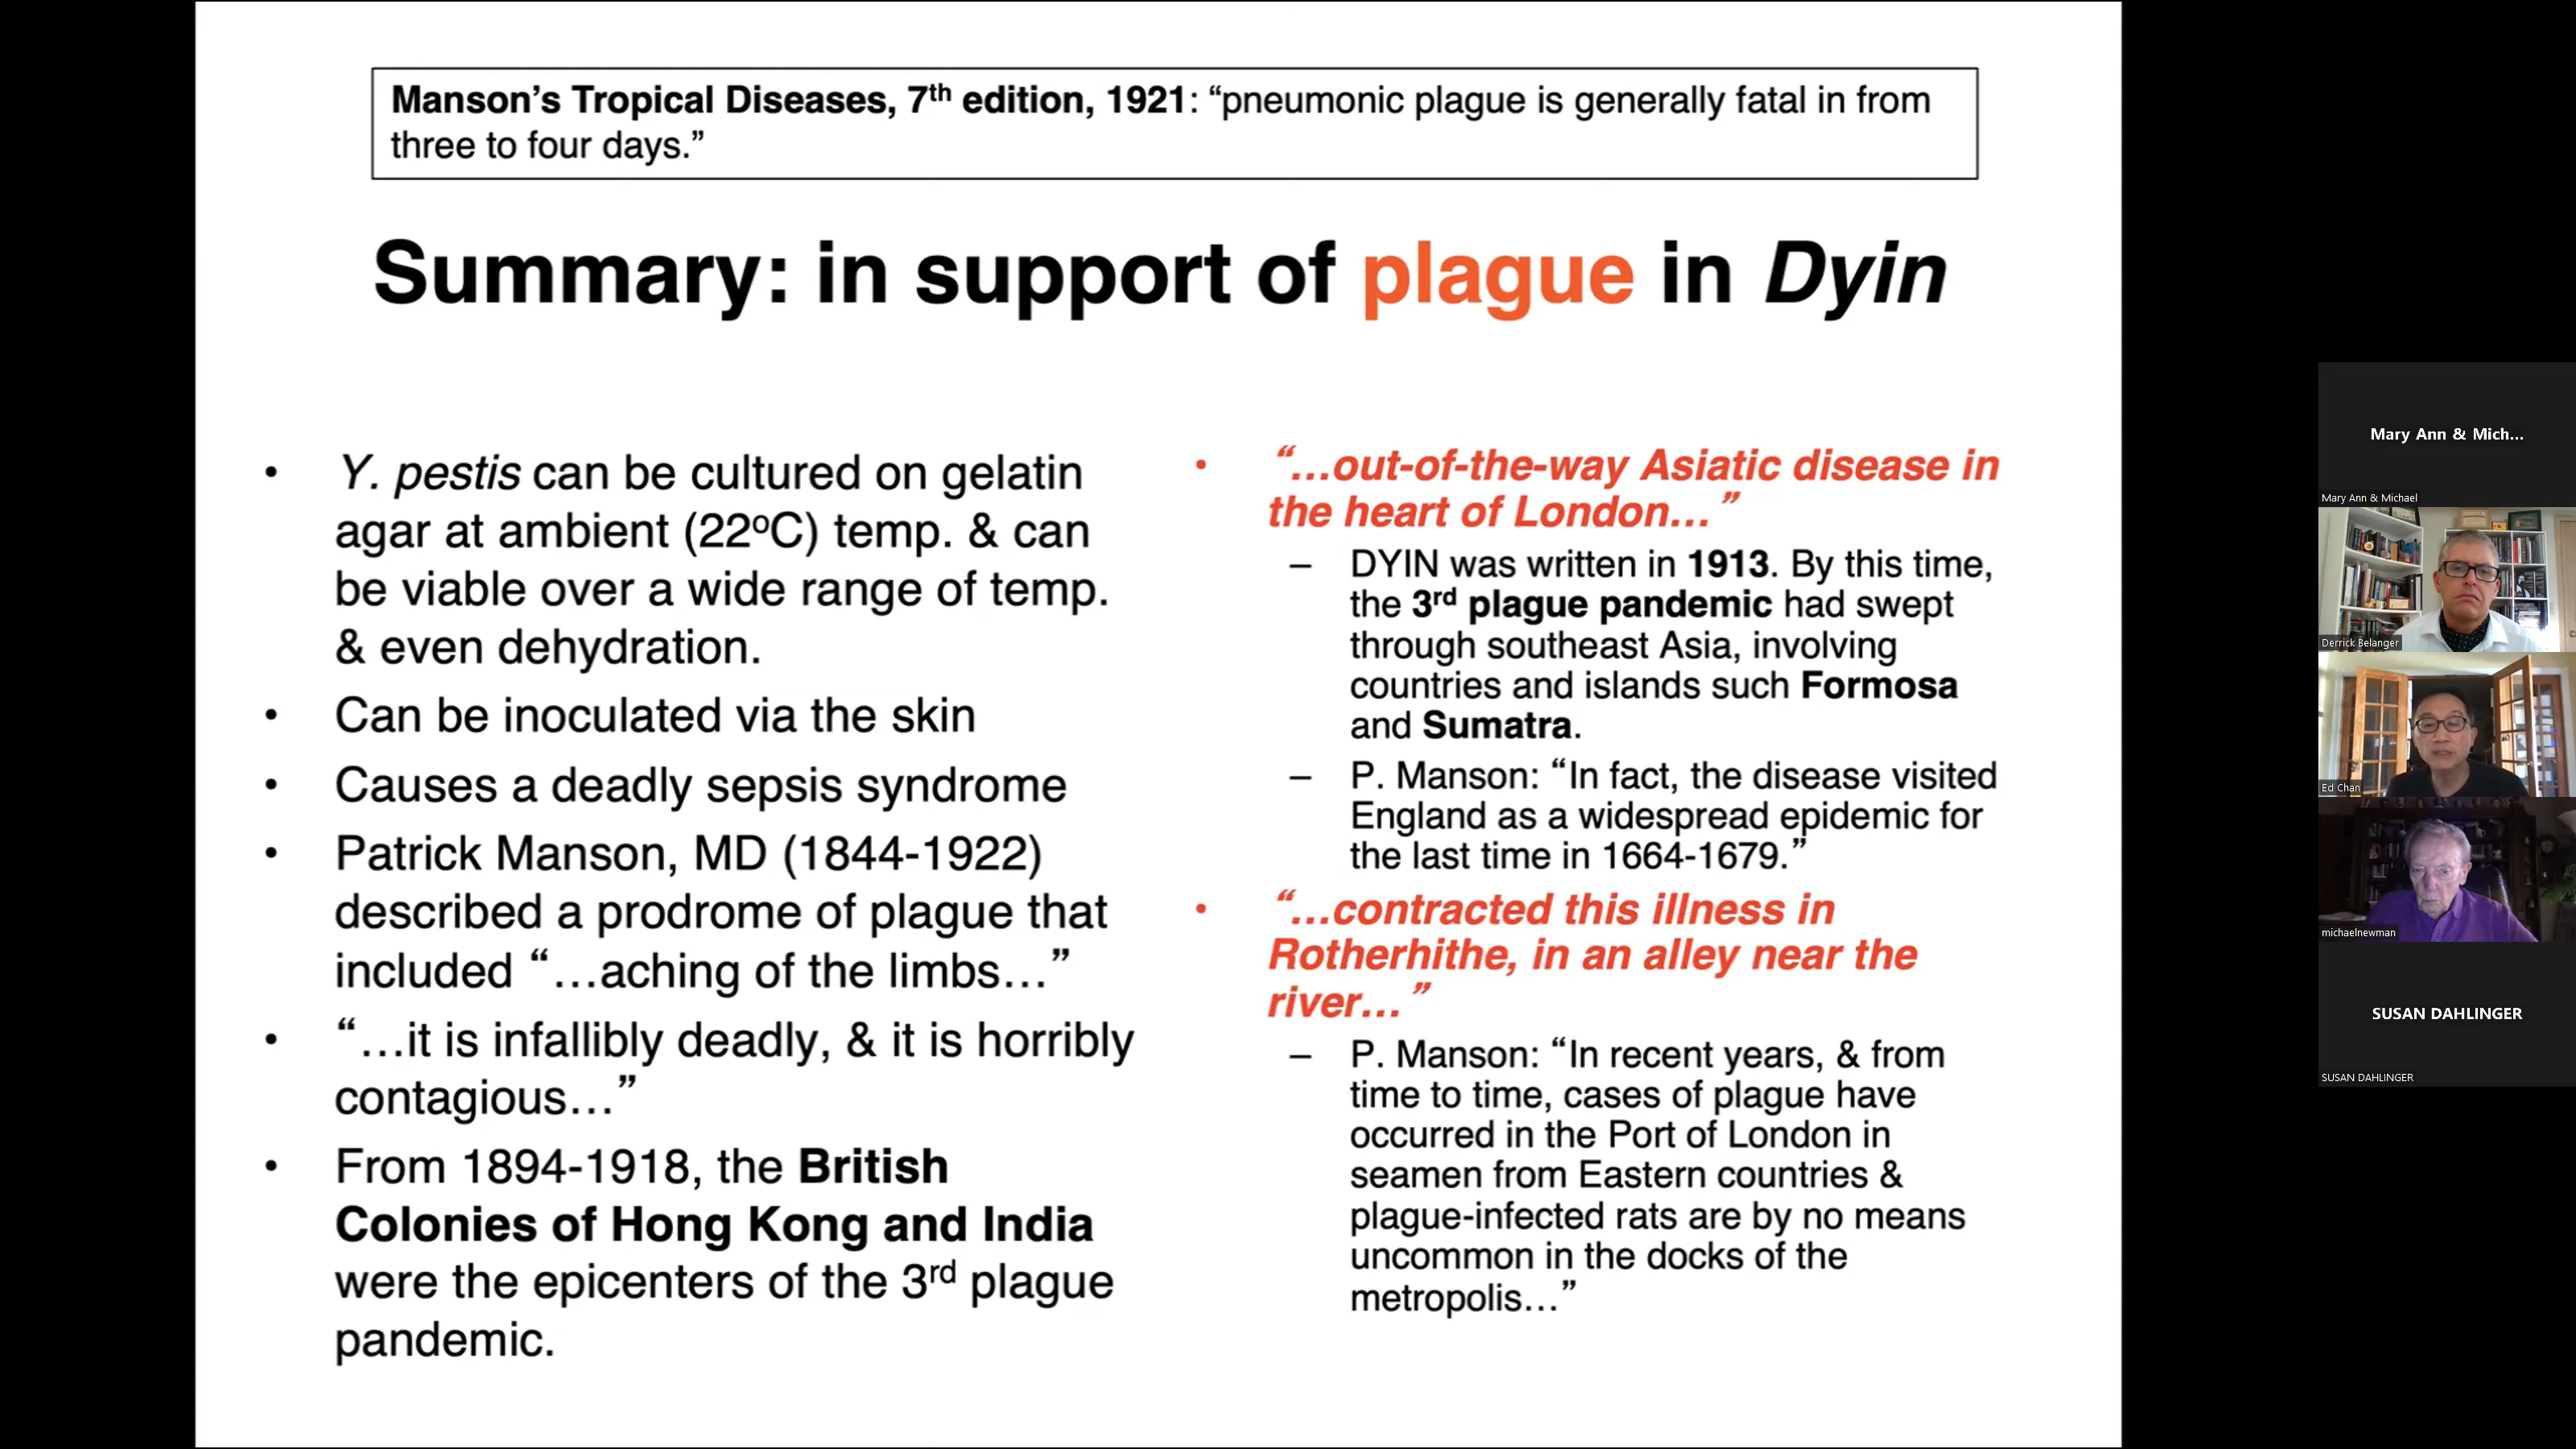 Manson’s Tropical Diseases, 7th edition, 1921: “pneumonic plague is generally fatal in from
three to four days.”
Summary: in support of plague in Dyin
• Y. pestis can be cultured on gelatin
agar at ambient (22ºC) temp. & can
be viable over a wide range of temp.
& even dehydration.
• Can be inoculated via the skin
• Causes a deadly sepsis syndrome
• Patrick Manson, MD (1844-1922)
described a prodrome of plague that
included “…aching of the limbs…”
• “…it is infallibly deadly, & it is horribly
contagious…”
• From 1894-1918, the British
Colonies of Hong Kong and India
were the epicenters of the 3rd plague
pandemic.
• “…out-of-the-way Asiatic disease in
the heart of London…”
– DYIN was written in 1913. By this time,
the 3rd plague pandemic had swept
through southeast Asia, involving
countries and islands such Formosa
and Sumatra.
– P. Manson: “In fact, the disease visited
England as a widespread epidemic for
the last time in 1664-1679.”
• “…contracted this illness in
Rotherhithe, in an alley near the
river…”
– P. Manson: “In recent years, & from
time to time, cases of plague have
occurred in the Port of London in
seamen from Eastern countries &
plague-infected rats are by no means
uncommon in the docks of the
metropolis…”
Mary Ann & Mich...
Mary Ann & Michael
Derrick Belanger
Ed Chan
michaelnewman
SUSAN DAHLINGER
SUSAN DAHLINGER